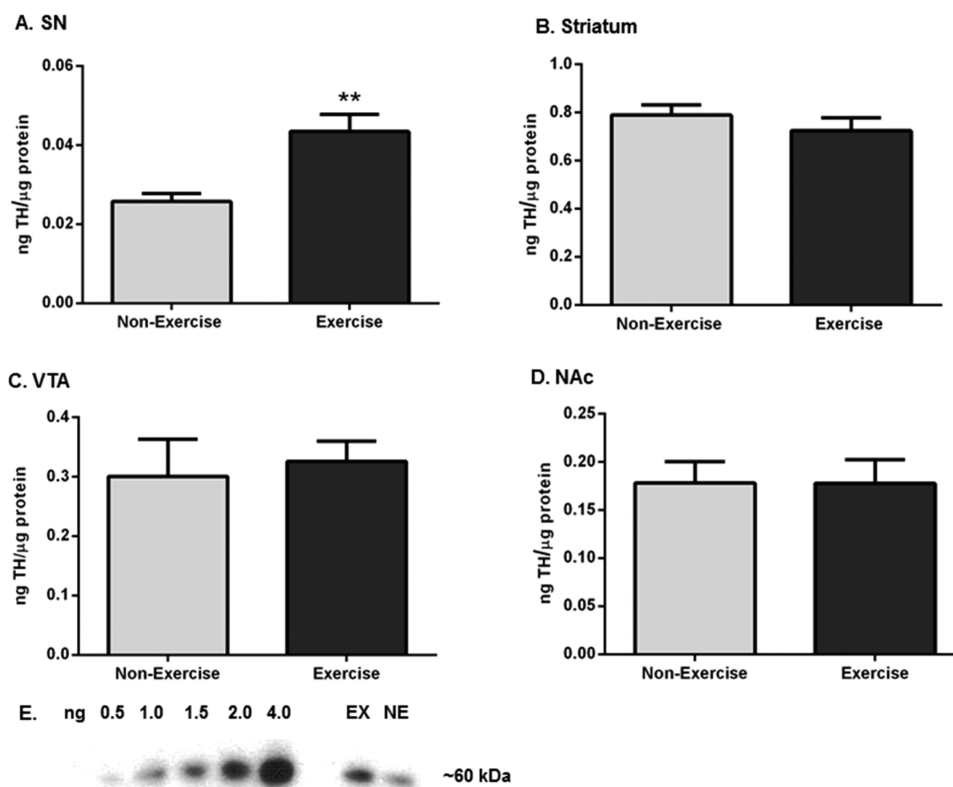 A. SN
ng TH/µg protein
0.06
0.04
0.02
0.00
**
Non-Exercise Exercise
B. Striatum
ng TH/µg protein
1.0
0.8
0.6
0.4
0.2
0.0
Non-Exercise Exercise
C. VTA
ng TH/µg protein
0.4
0.3
0.2
0.1
0.0
Non-Exercise Exercise
D. NAc
ng TH/µg protein
0.25
0.20
0.15
0.10
0.05
0.00
Non-Exercise Exercise
E. ng 0.5 1.0 1.5 2.0 4.0 EX NE
~60 kDa